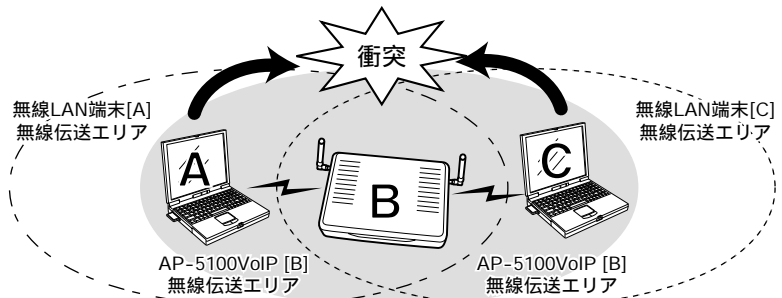 衝突
無線LAN端末[A]
無線伝送エリア
無線LAN端末[C]
無線伝送エリア
A
B
C
AP-5100VoIP [B]
無線伝送エリア
AP-5100VoIP [B]
無線伝送エリア